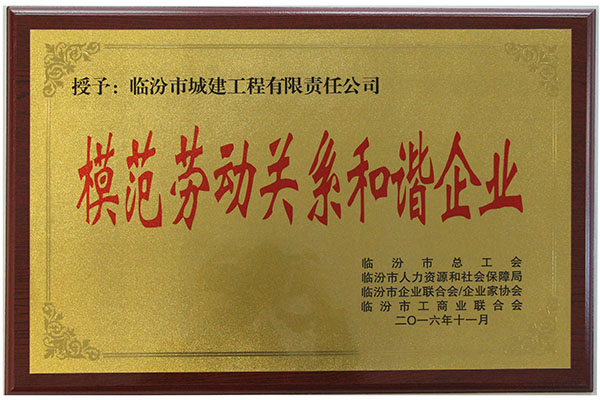 授予：临汾市城建工程有限责任公司
模范劳动关系和谐企业
临汾市总工会
临汾市人力资源和社会保障局
临汾市企业联合会/企业家协会
临汾市工商业联合会
二〇一六年十一月